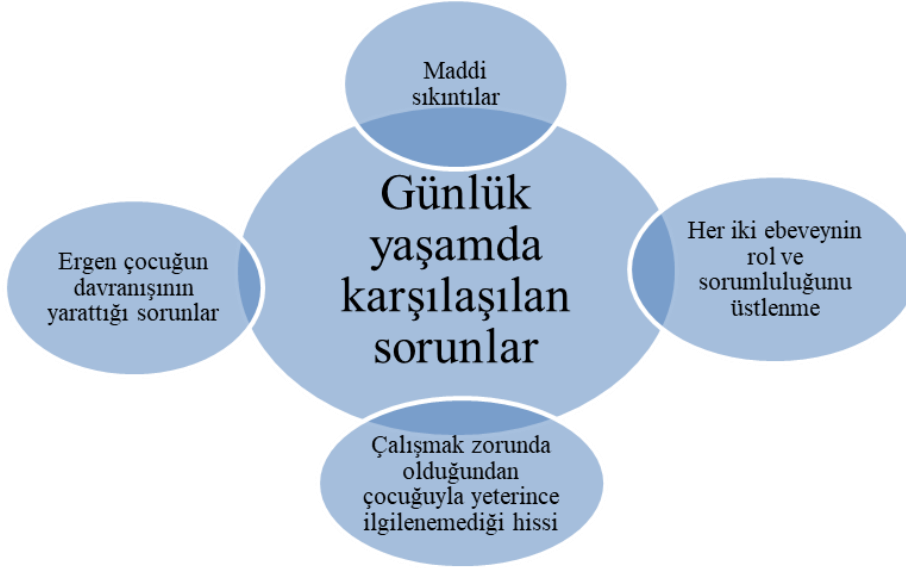 Maddi
sıkıntılar
Günlük
yaşamda
karşılaşılan
sorunlar
Her iki ebeveynin
rol ve
sorumluluğunu
üstlenme
Çalışmak zorunda
olduğundan
çocuğuyla yeterince
ilgilenemediği hissi
Ergen çocuğun
davranışının
yarattığı sorunlar